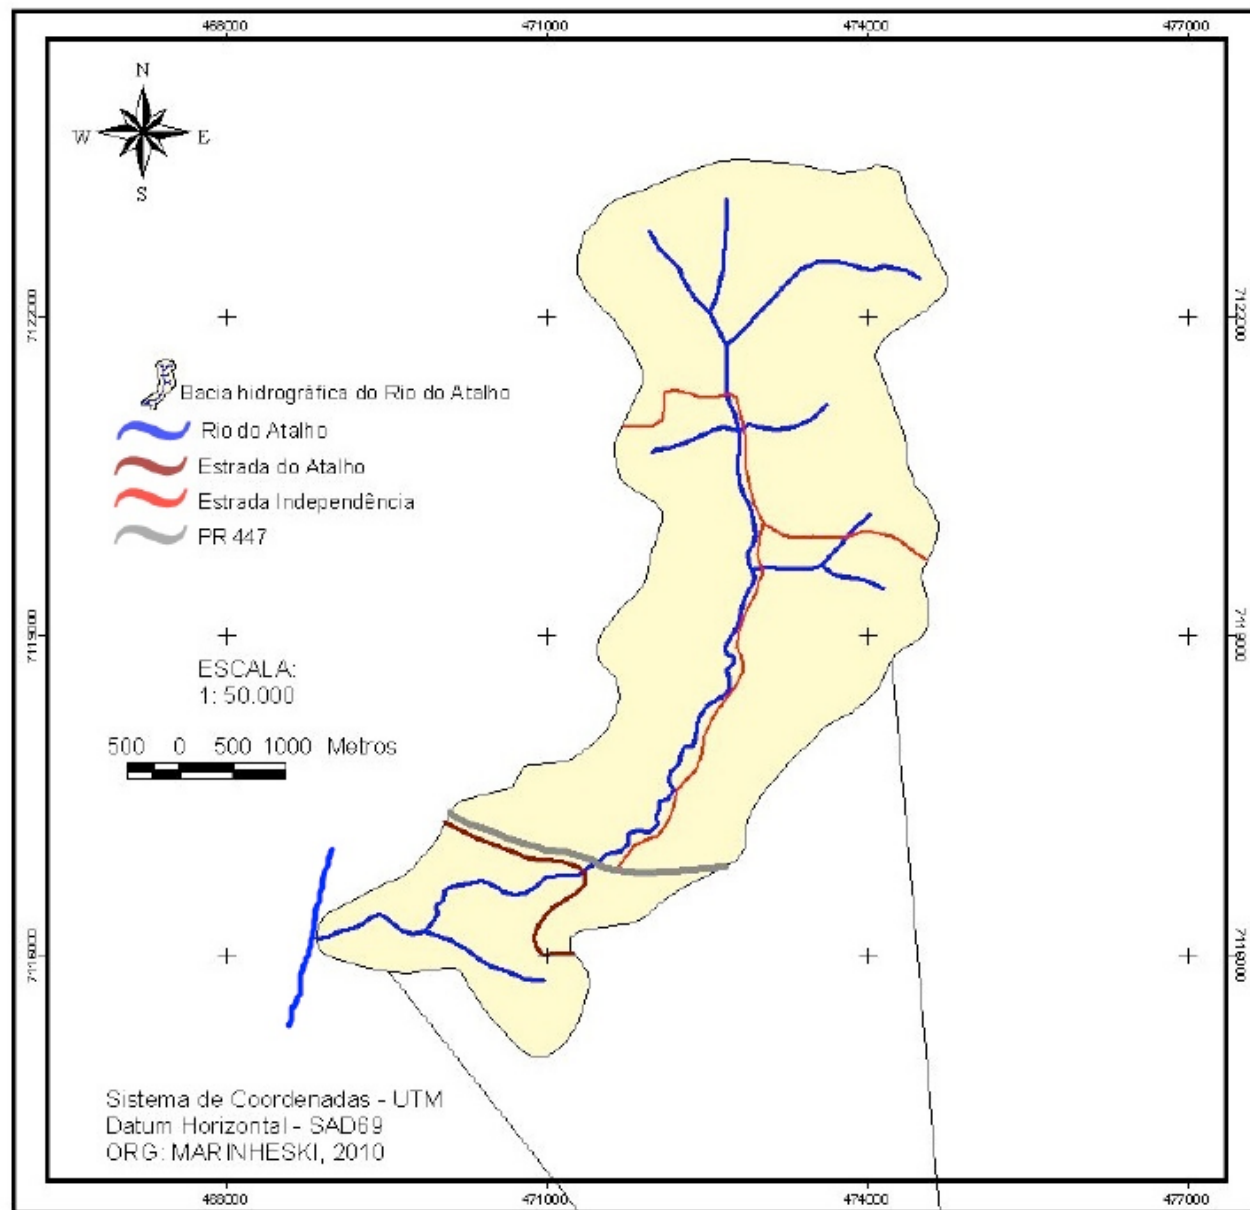 468000 471000 474000 477000
N
W E
S
7122000 7122000
Bacia hidrográfica do Rio do Atalho
Rio do Atalho
Estrada do Atalho
Estrada Independência
PR 447
7119000 7119000
ESCALA:
1: 50.000
500 0 500 1000 Metros
7116000 7116000
Sistema de Coordenadas - UTM
Datum Horizontal - SAD69
ORG: MARINHESKI, 2010
468000 471000 474000 477000